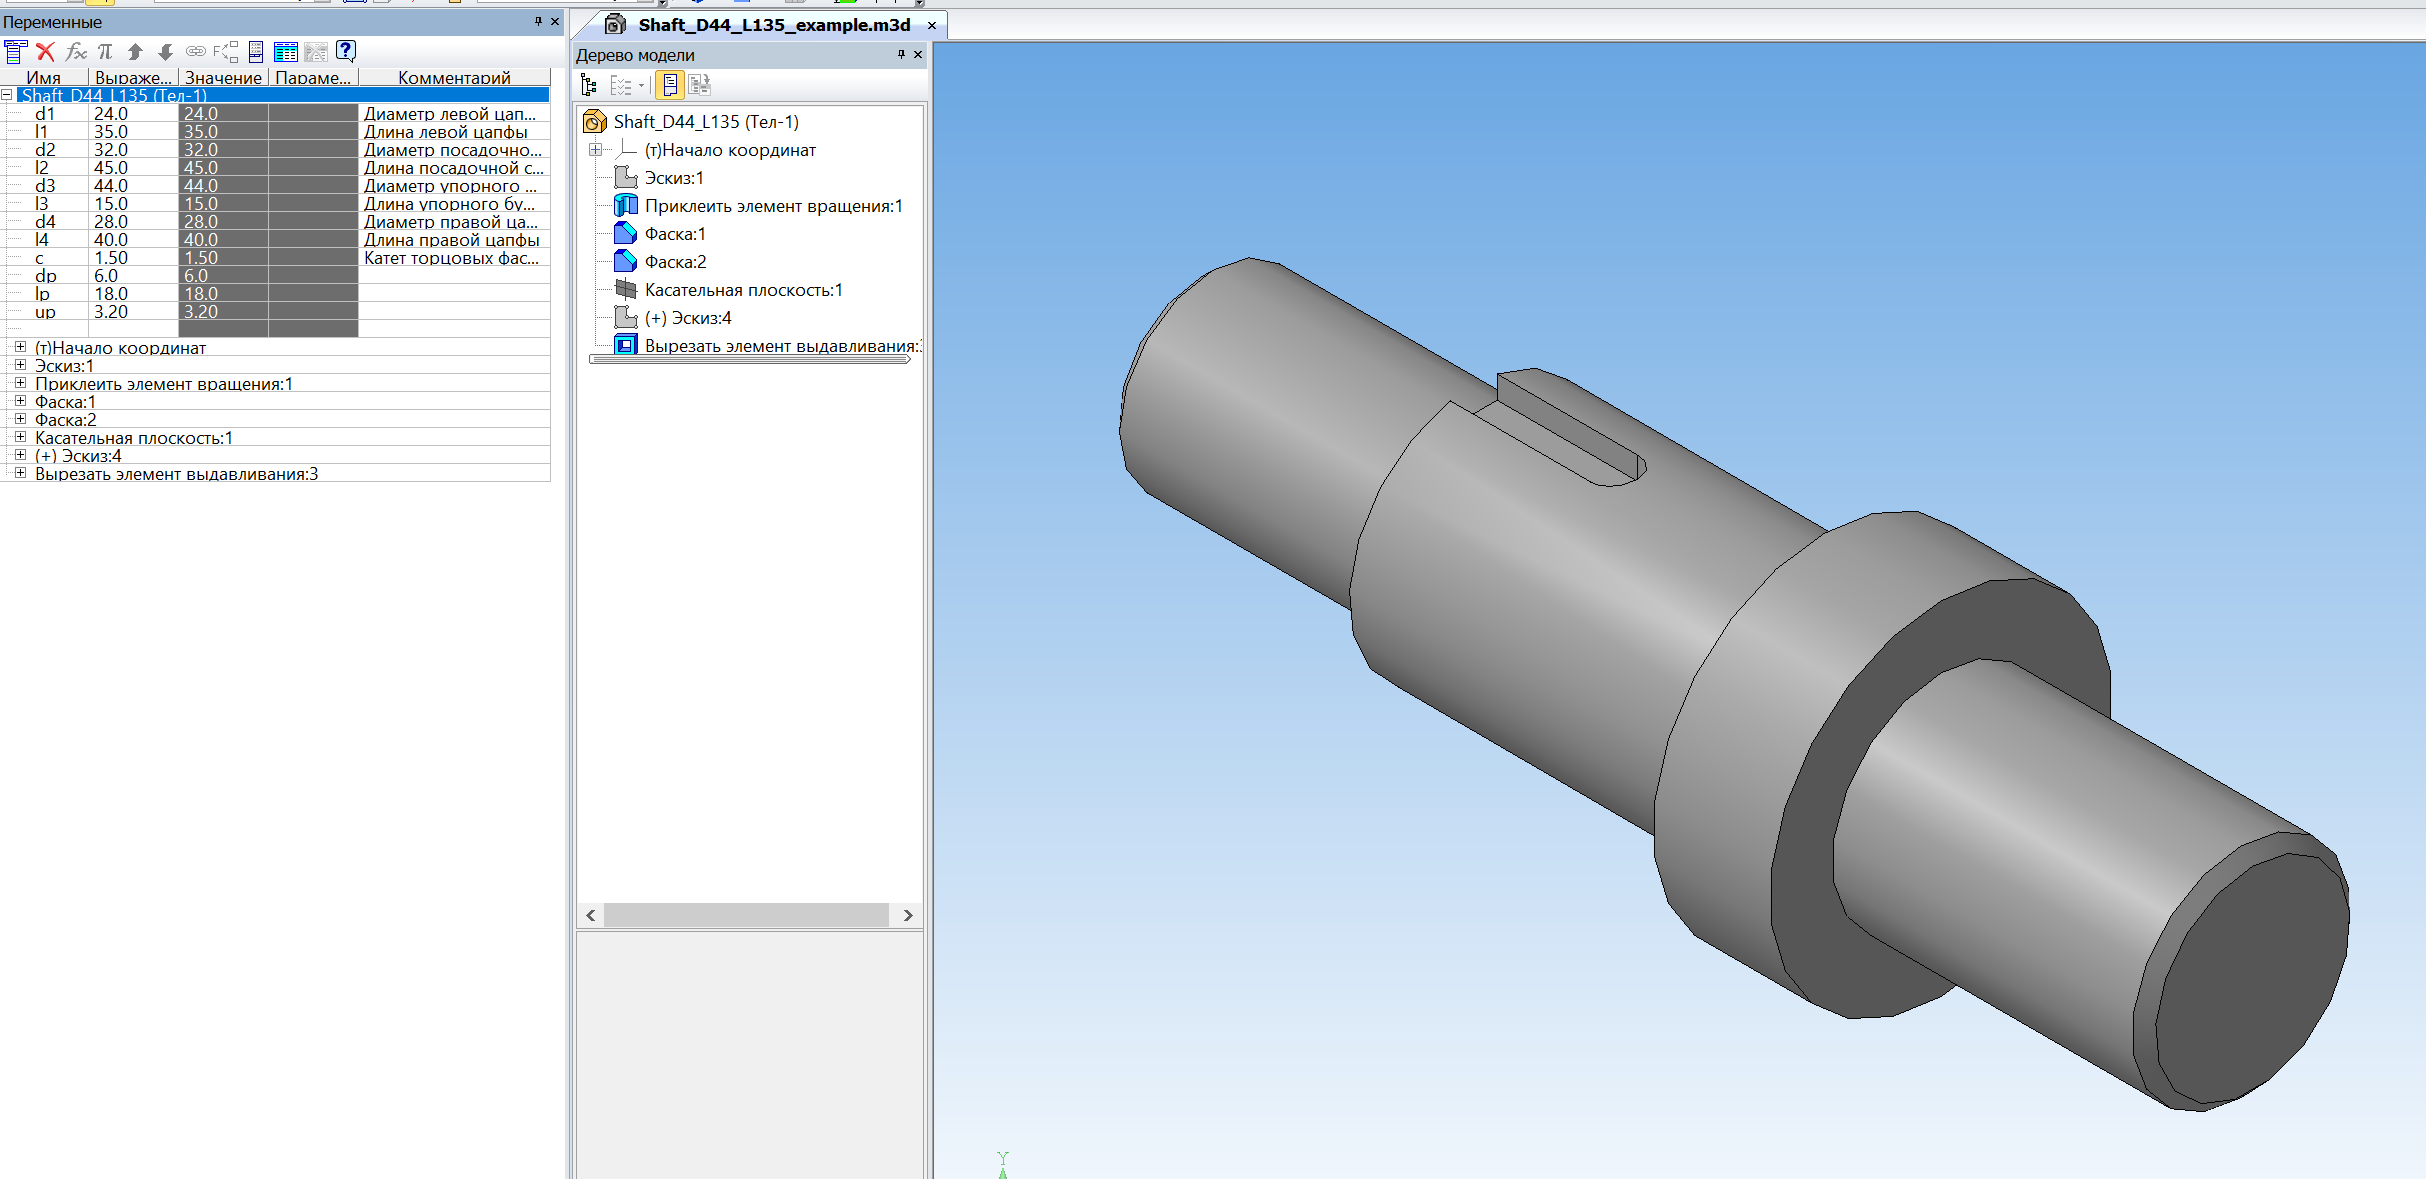 Переменные
Имя Выраже... Значение Параме... Комментарий
Shaft_D44_L135 (Тел-1)
d1 24.0 24.0 Диаметр левой цап...
l1 35.0 35.0 Длина левой цапфы
d2 32.0 32.0 Диаметр посадочно...
l2 45.0 45.0 Длина посадочной с...
d3 44.0 44.0 Диаметр упорного ...
l3 15.0 15.0 Длина упорного бу...
d4 28.0 28.0 Диаметр правой ца...
l4 40.0 40.0 Длина правой цапфы
c 1.50 1.50 Катет торцовых фас...
dp 6.0 6.0
lp 18.0 18.0
up 3.20 3.20
(т)Начало координат
Эскиз:1
Приклеить элемент вращения:1
Фаска:1
Фаска:2
Касательная плоскость:1
(+) Эскиз:4
Вырезать элемент выдавливания:3
Shaft_D44_L135_example.m3d
Дерево модели
Shaft_D44_L135 (Тел-1)
(т)Начало координат
Эскиз:1
Приклеить элемент вращения:1
Фаска:1
Фаска:2
Касательная плоскость:1
(+) Эскиз:4
Вырезать элемент выдавливания:
Y